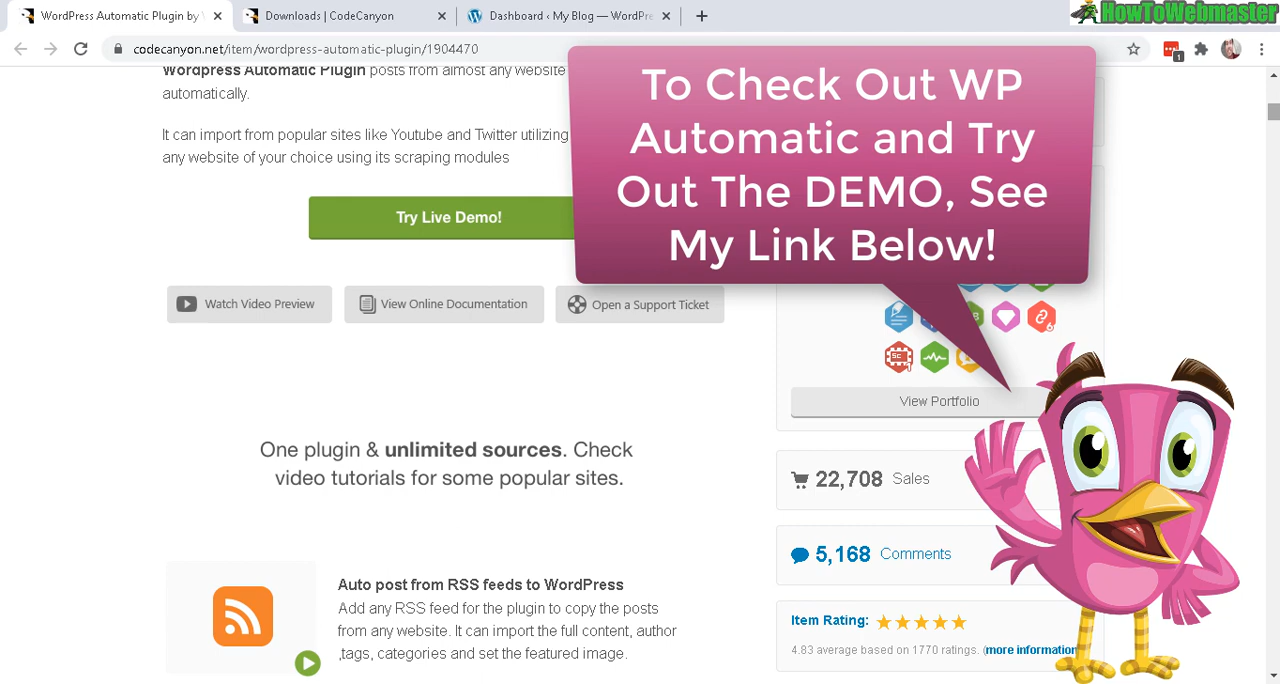 WordPress Automatic Plugin by
Downloads | CodeCanyon
Dashboard ‹ My Blog — WordPre
HowToWebmaster
codecanyon.net/item/wordpress-automatic-plugin/1904470
1
Wordpress Automatic Plugin posts from almost any website
automatically.
It can import from popular sites like Youtube and Twitter utilizing
any website of your choice using its scraping modules
Try Live Demo!
To Check Out WP
Automatic and Try
Out The DEMO, See
My Link Below!
Watch Video Preview
View Online Documentation
Open a Support Ticket
View Portfolio
One plugin & unlimited sources. Check
video tutorials for some popular sites.
22,708 Sales
5,168 Comments
Auto post from RSS feeds to WordPress
Add any RSS feed for the plugin to copy the posts
from any website. It can import the full content, author
,tags, categories and set the featured image.
Item Rating:
4.83 average based on 1770 ratings. (more information